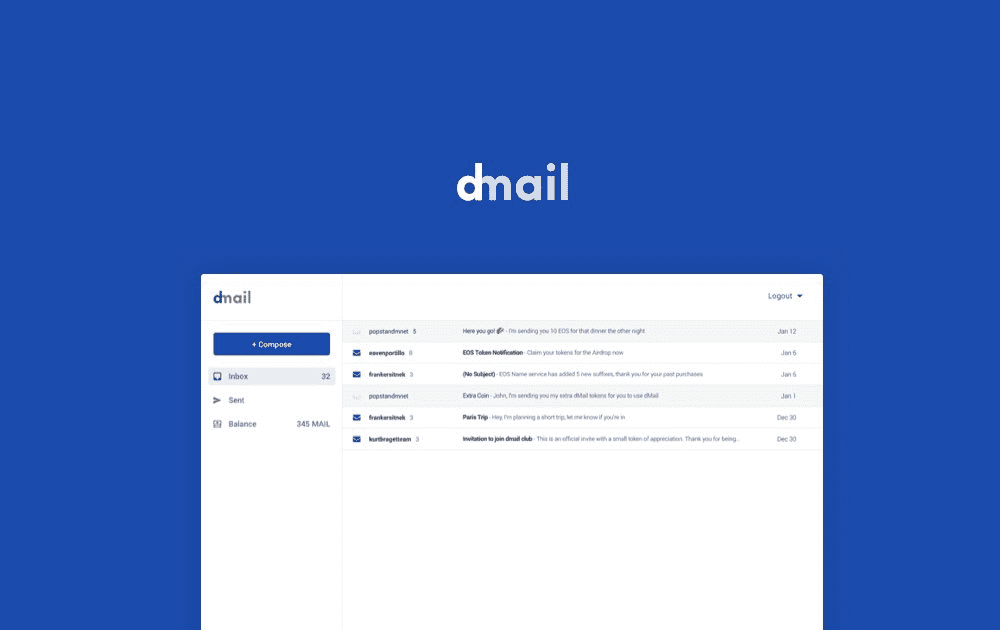 dmail
dmail
Logout
+ Compose
Inbox 32
Sent
Balance 345 MAIL
popstandmnet 5 Here you go! - I'm sending you 10 EOS for that dinner the other night Jan 12
eavenportillo 8 EOS Token Notification - Claim your tokens for the Airdrop now Jan 6
frankersitnek 3 (No Subject) - EOS Name service has added 5 new suffixes, thank you for your past purchases Jan 6
popstandmnet Extra Coin - John, I'm sending you my extra dMail tokens for you to use dMail Jan 1
frankersitnek 3 Paris Trip - Hey, I'm planning a short trip, let me know if you're in Dec 30
kurtbragetteam 3 Invitation to join dmail club - This is an official invite with a small token of appreciation. Thank you for being... Dec 30